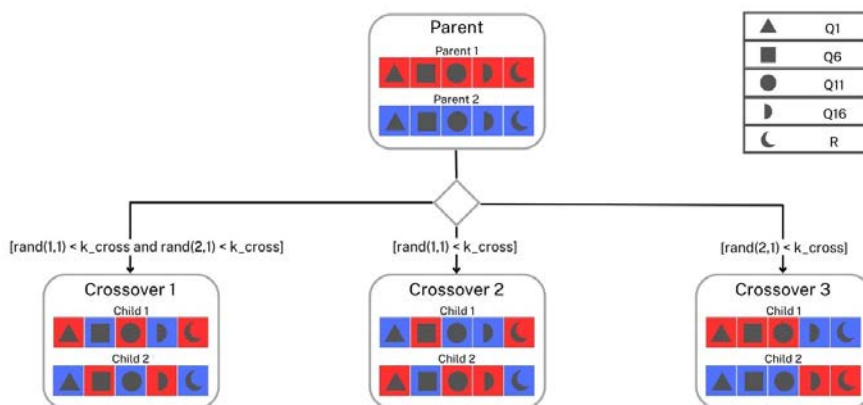 Parent
Parent 1
Parent 2
Q1
Q6
Q11
Q16
R
[rand(1,1) < k_cross and rand(2,1) < k_cross]
[rand(1,1) < k_cross]
[rand(2,1) < k_cross]
Crossover 1
Child 1
Child 2
Crossover 2
Child 1
Child 2
Crossover 3
Child 1
Child 2